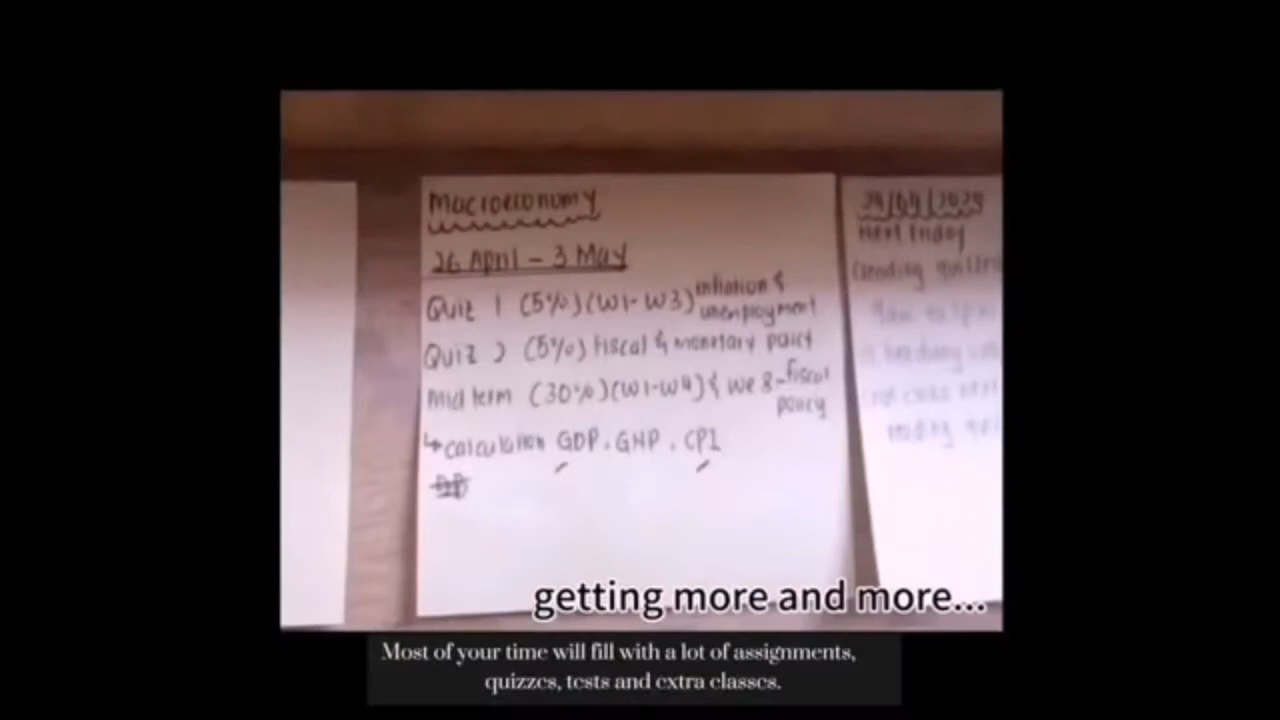 Macroeconomy
26 April - 3 May
Quiz 1 (5%)(W1-W3) inflation &
unemployment
Quiz 2 (5%) fiscal & monetary policy
Mid term (30%)(W1-W4) & We 8-fiscal
policy
↳ calculation GDP, GNP, CPI
Next Friday
getting more and more...
Most of your time will fill with a lot of assignments,
quizzes, tests and extra classes.